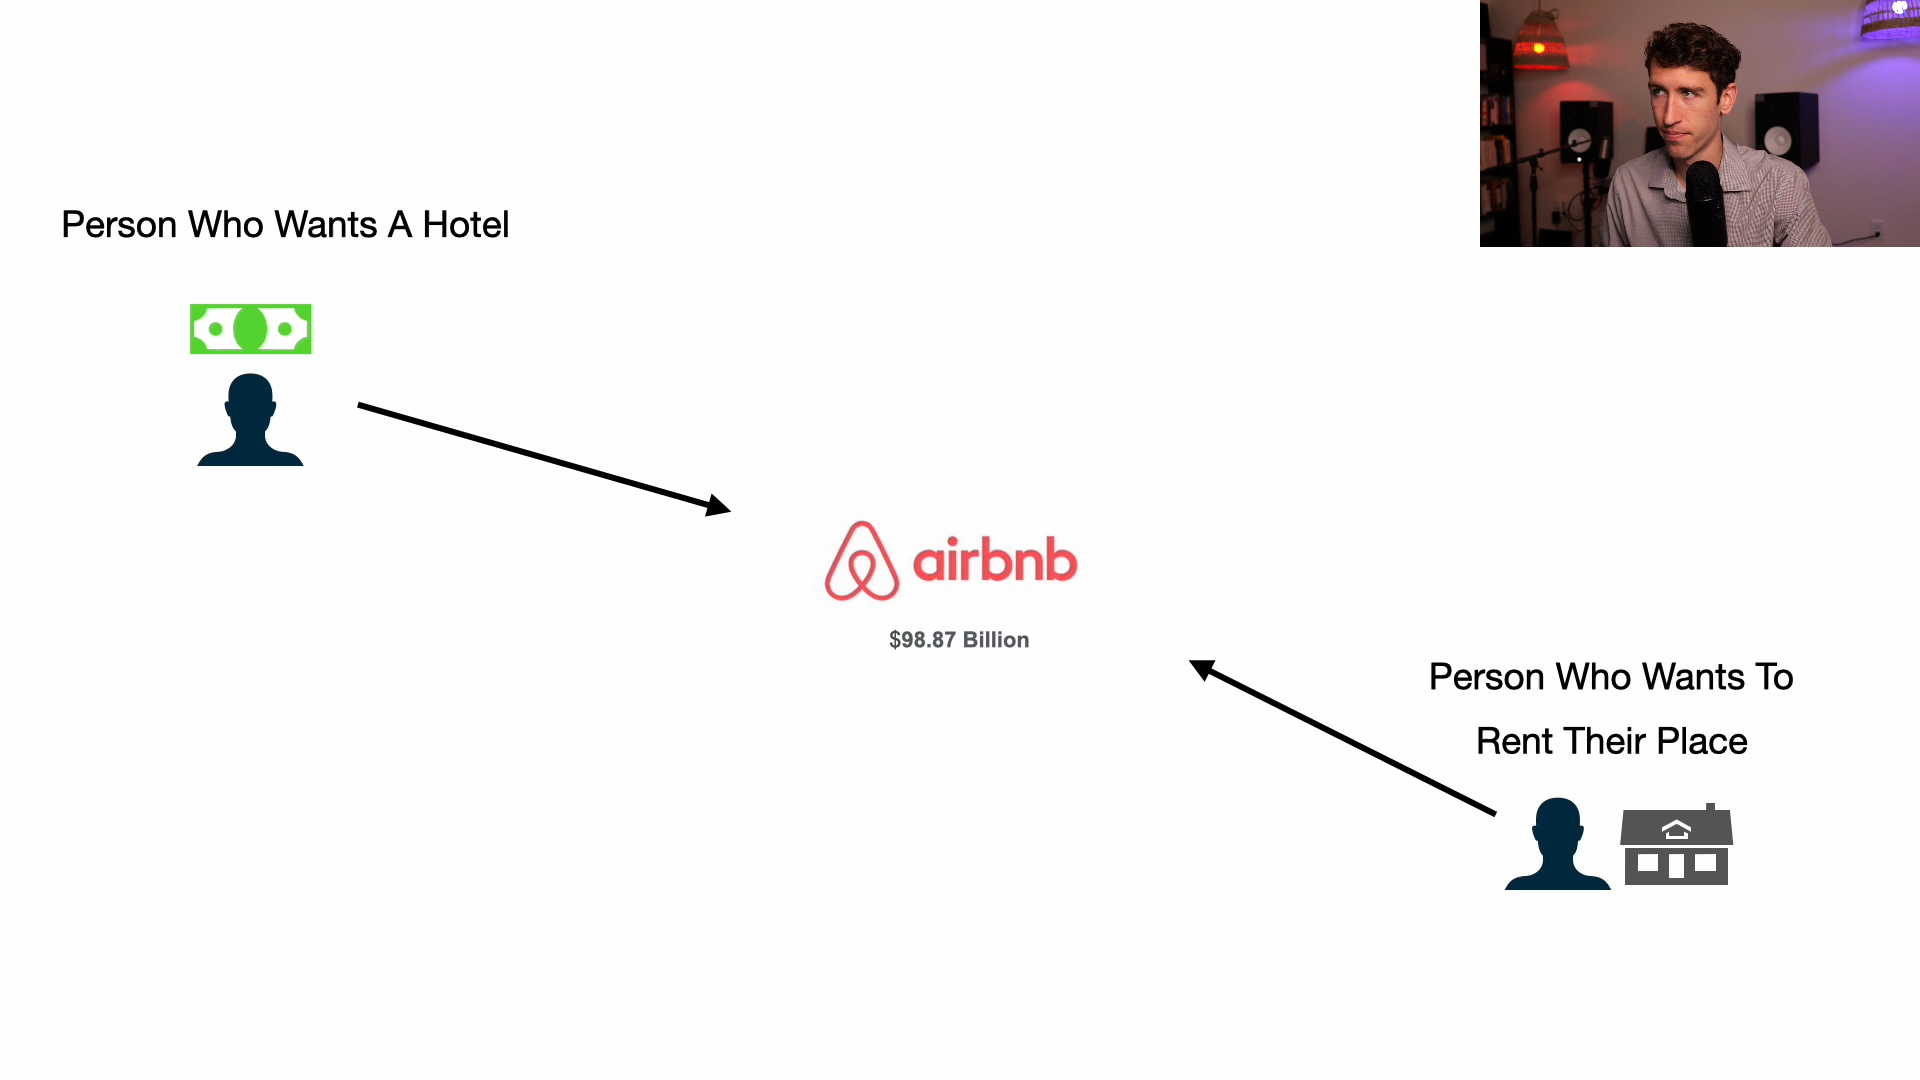 Person Who Wants A Hotel
airbnb
$98.87 Billion
Person Who Wants To
Rent Their Place